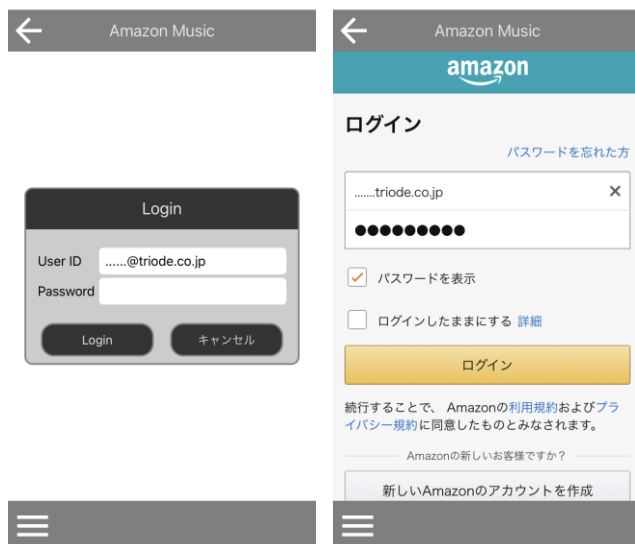 Amazon Music
Login
User ID ......@triode.co.jp
Password
Login キャンセル
Amazon Music
amazon
ログイン
パスワードを忘れた方
.......triode.co.jp ×
●●●●●●●●●
パスワードを表示
ログインしたままにする 詳細
ログイン
続行することで、 Amazonの利用規約およびプラ
イバシー規約に同意したものとみなされます。
Amazonの新しいお客様ですか？
新しいAmazonのアカウントを作成